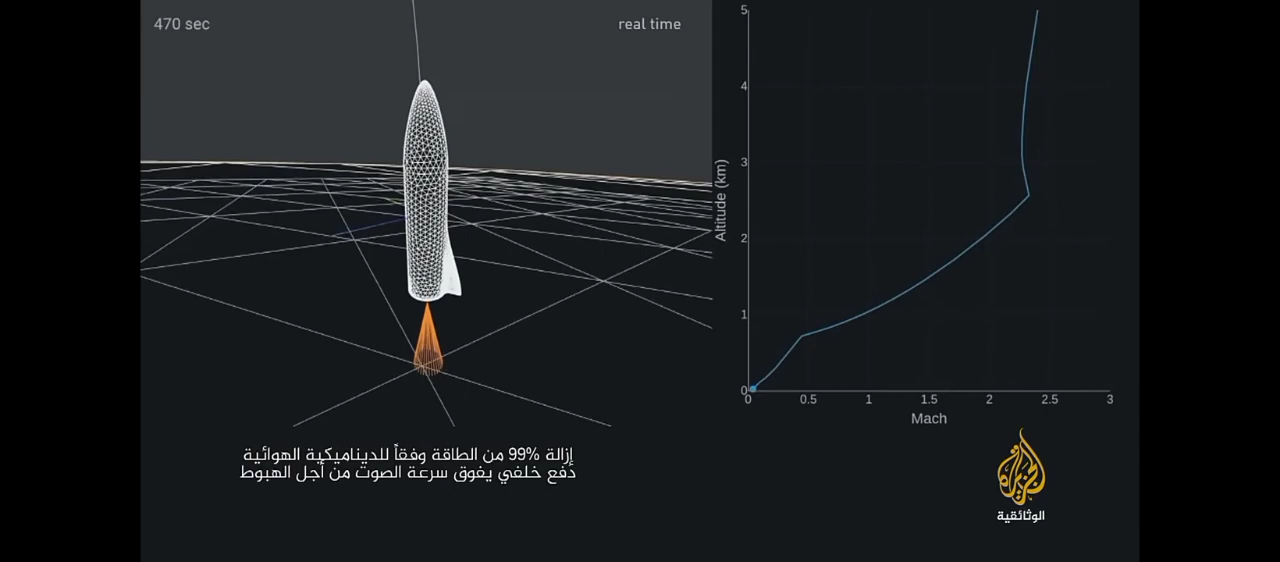 470 sec
real time
5
4
3
2
1
0
Altitude (km)
0
0.5
1
1.5
2
2.5
3
Mach
إزالة 99% من الطاقة وفقاً للديناميكية الهوائية
دفع خلفي يفوق سرعة الصوت من أجل الهبوط
الجزيرة
الوثائقية